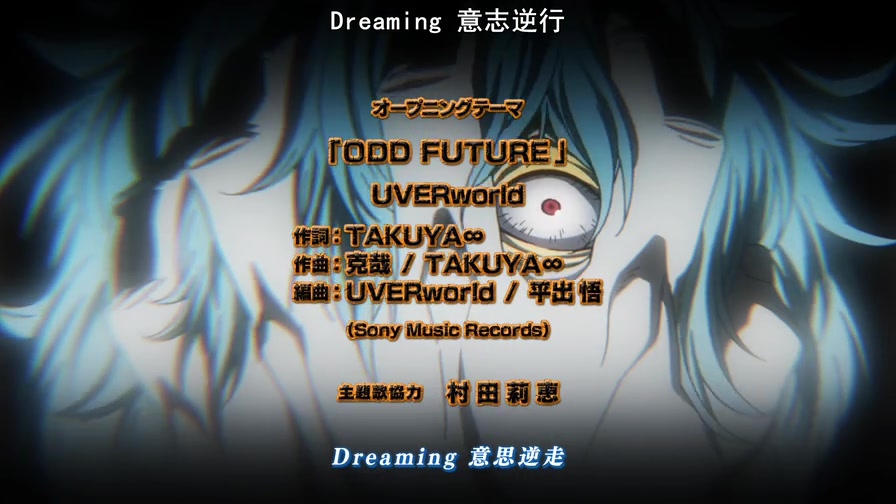 Dreaming 意志逆行
オープニングテーマ
「ODD FUTURE」
UVERworld
作詞：TAKUYA∞
作曲：克哉 / TAKUYA∞
編曲：UVERworld / 平出 悟
(Sony Music Records)
主題歌協力 村田莉恵
Dreaming 意思逆走